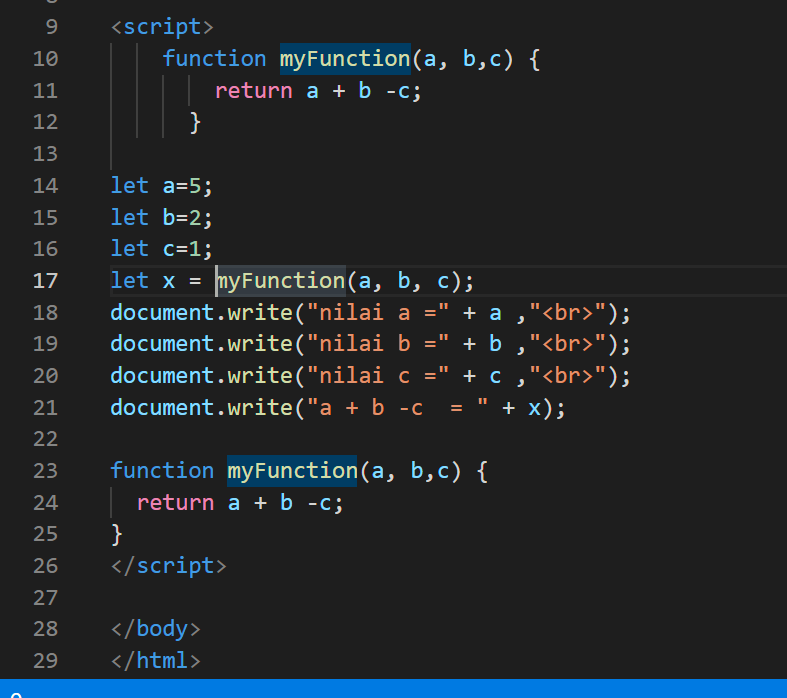 9 <script>
10 function myFunction(a, b,c) {
11 return a + b -c;
12 }
13
14 let a=5;
15 let b=2;
16 let c=1;
17 let x = myFunction(a, b, c);
18 document.write("nilai a =" + a ,"<br>");
19 document.write("nilai b =" + b ,"<br>");
20 document.write("nilai c =" + c ,"<br>");
21 document.write("a + b -c  = " + x);
22
23 function myFunction(a, b,c) {
24 return a + b -c;
25 }
26 </script>
27
28 </body>
29 </html>